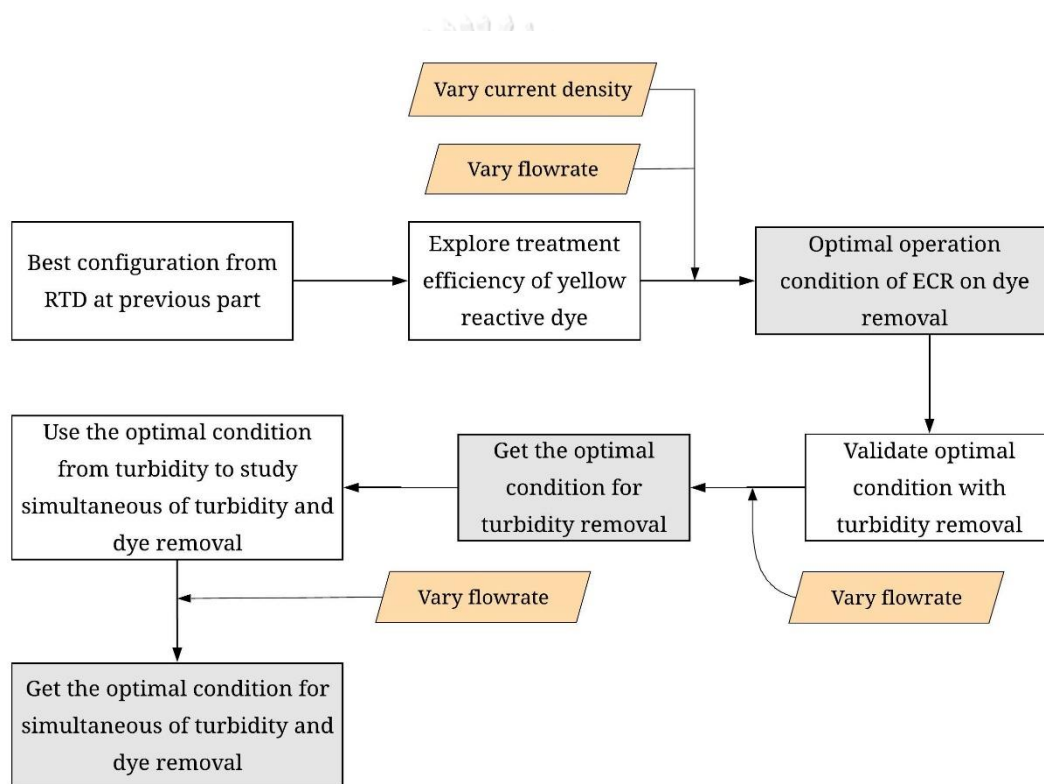 Vary current density
Vary flowrate
Best configuration from
RTD at previous part
Explore treatment
efficiency of yellow
reactive dye
Optimal operation
condition of ECR on dye
removal
Use the optimal condition
from turbidity to study
simultaneous of turbidity and
dye removal
Get the optimal
condition for
turbidity removal
Validate optimal
condition with
turbidity removal
Vary flowrate
Vary flowrate
Get the optimal condition for
simultaneous of turbidity and
dye removal